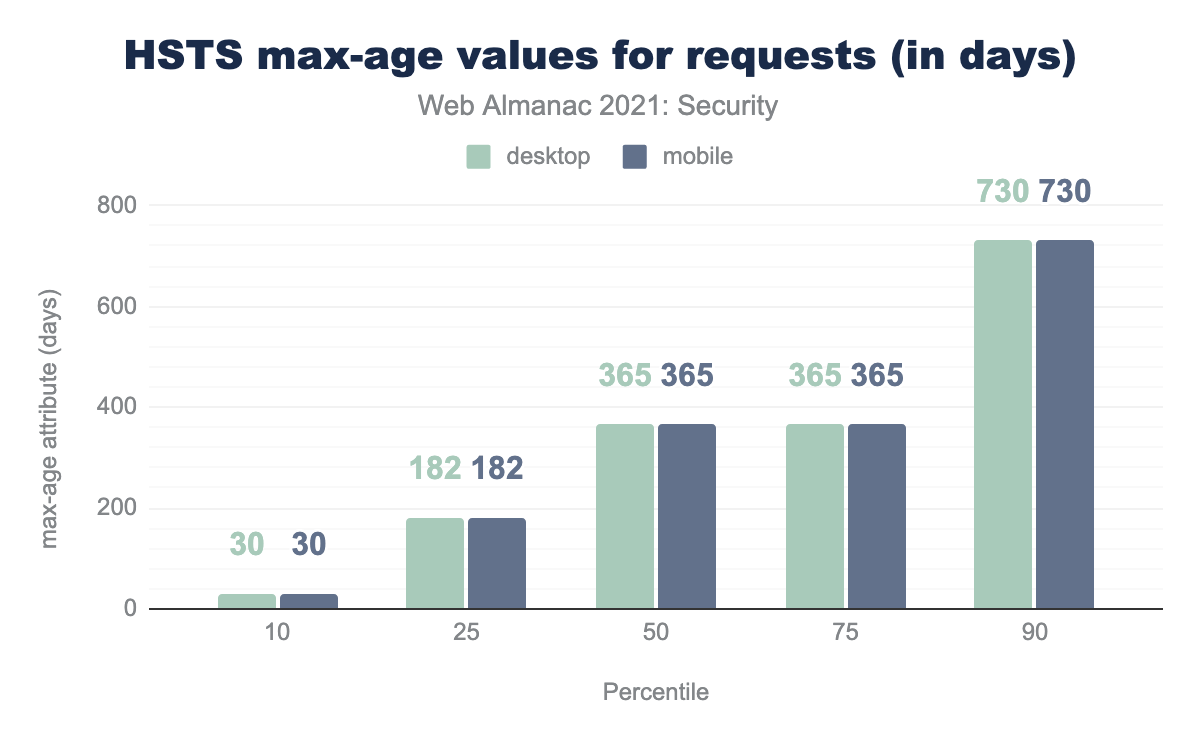 HSTS max-age values for requests (in days)
Web Almanac 2021: Security
desktop mobile
730 730
800
600
max-age attribute (days)
365 365 365 365
400
182 182
200
30 30
0
10 25 50 75 90
Percentile